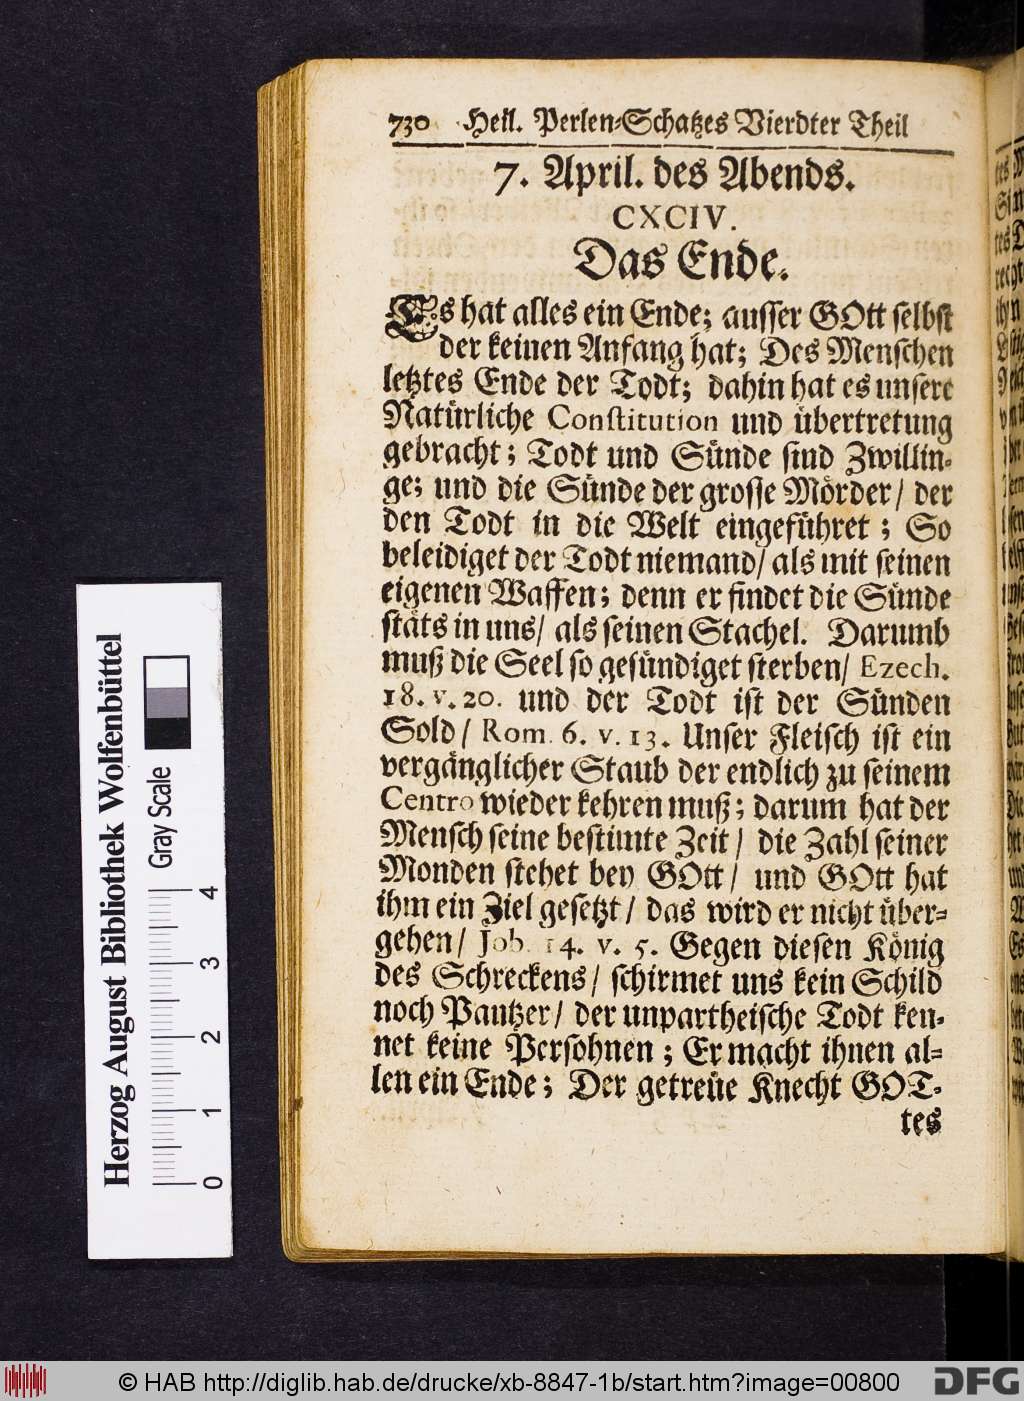 730 Heil. Perlen-Schatzes Vierdter Theil
7. April. des Abends.
CXCIV.
Das Ende.
Es hat alles ein Ende; ausser GOtt selbst
der keinen Anfang hat; Des Menschen
letztes Ende der Todt; dahin hat es unsere
Natürliche Constitution und übertretung
gebracht; Todt und Sünde sind Zwillin-
ge; und die Sünde der grosse Mörder/ der
den Todt in die Welt eingeführet; So
beleidiget der Todt niemand/ als mit seinen
eigenen Waffen; denn er findet die Sünde
stäts in uns/ als seinen Stachel. Darumb
muß die Seel so gesündiget sterben/ Ezech.
18. v. 20. und der Todt ist der Sünden
Sold/ Rom. 6. v. 13. Unser Fleisch ist ein
vergänglicher Staub der endlich zu seinem
Centro wieder kehren muß; darum hat der
Mensch seine bestimte Zeit/ die Zahl seiner
Monden stehet bey GOtt/ und GOtt hat
ihm ein Ziel gesetzt/ das wird er nicht über-
gehen/ Job. 14. v. 5. Gegen diesen König
des Schreckens/ schirmet uns kein Schild
noch Pantzer/ der unpartheische Todt ken-
net keine Persohnen; Er macht ihnen al-
len ein Ende; Der getreüe Knecht GOT-
tes
Herzog August Bibliothek Wolfenbüttel
Gray Scale
0 1 2 3 4
© HAB http://diglib.hab.de/drucke/xb-8847-1b/start.htm?image=00800
DFG